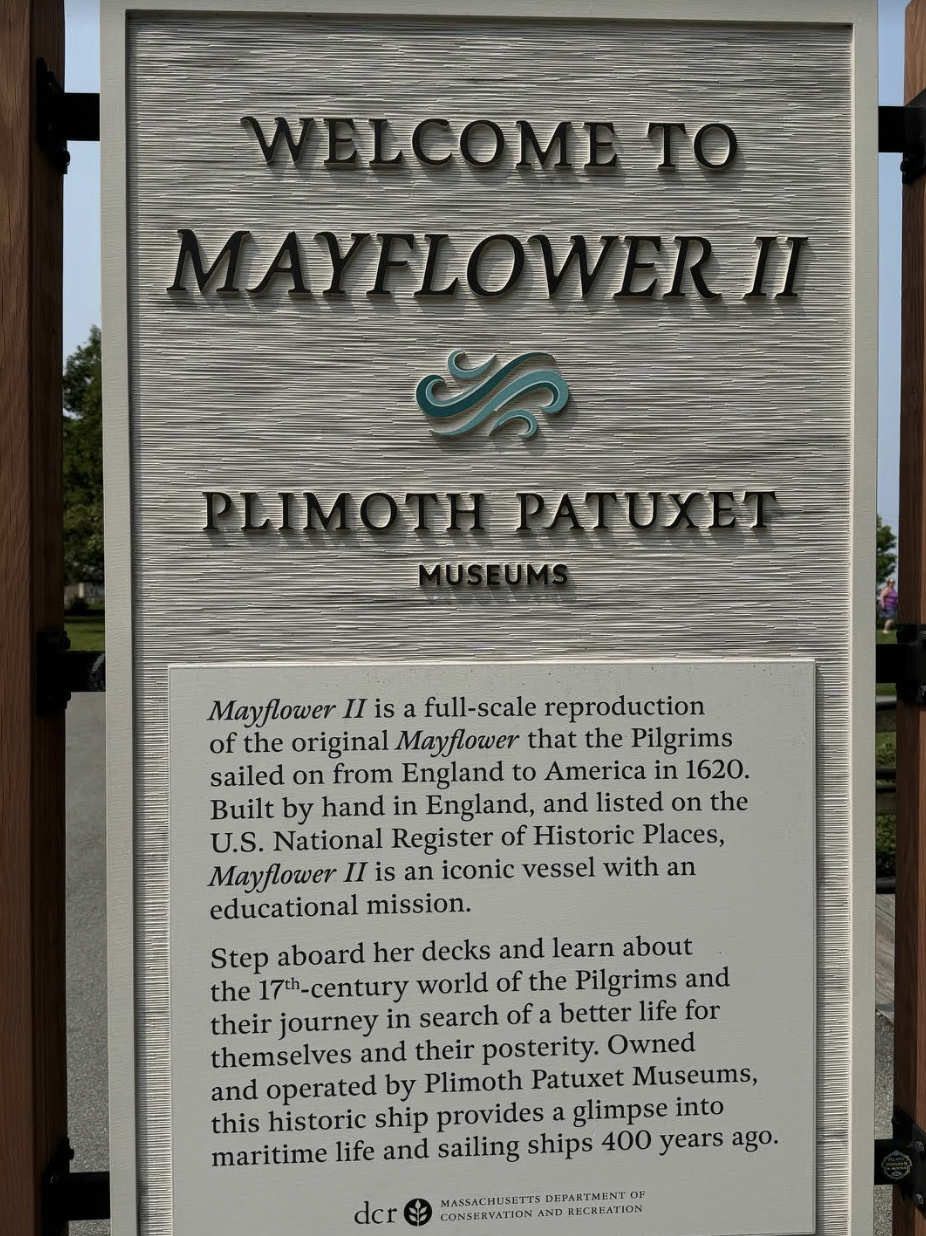 WELCOME TO
MAYFLOWER II
PLIMOTH PATUXET
MUSEUMS
Mayflower II is a full-scale reproduction
of the original Mayflower that the Pilgrims
sailed on from England to America in 1620.
Built by hand in England, and listed on the
U.S. National Register of Historic Places,
Mayflower II is an iconic vessel with an
educational mission.
Step aboard her decks and learn about
the 17th-century world of the Pilgrims and
their journey in search of a better life for
themselves and their posterity. Owned
and operated by Plimoth Patuxet Museums,
this historic ship provides a glimpse into
maritime life and sailing ships 400 years ago.
dcr MASSACHUSETTS DEPARTMENT OF
CONSERVATION AND RECREATION